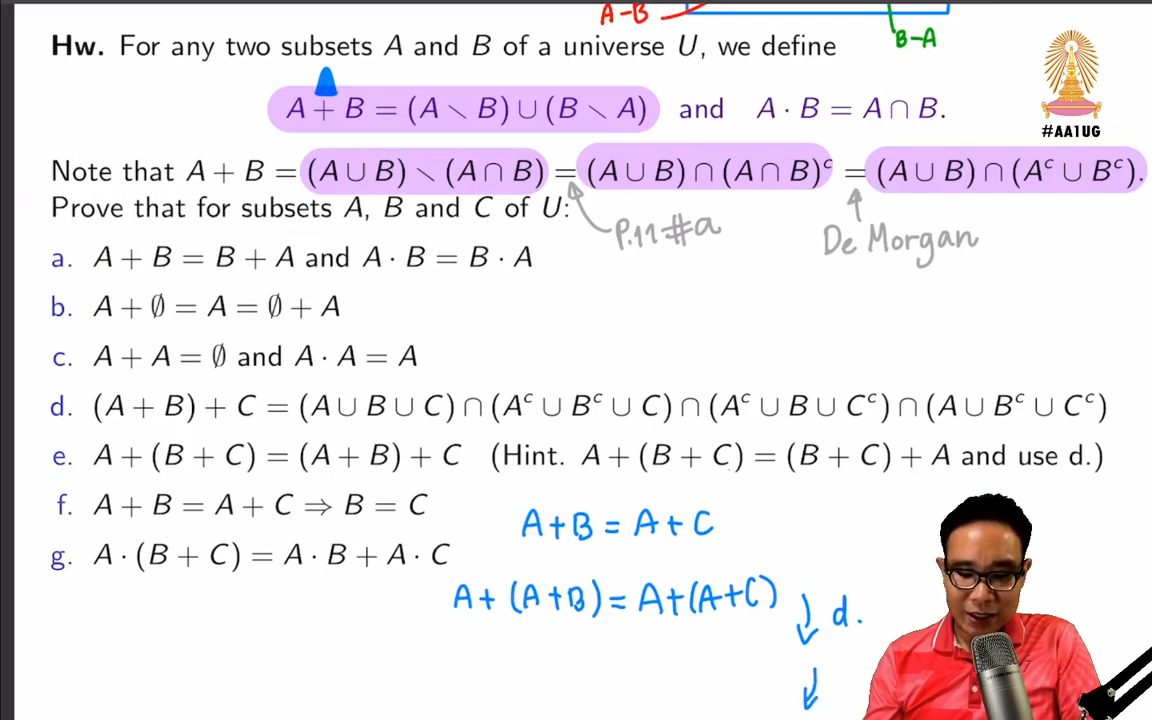 A-B
B-A
Hw. For any two subsets A and B of a universe U, we define
A + B = (A ∖ B) ∪ (B ∖ A) and A · B = A ∩ B.
#AA1UG
Note that A + B = (A ∪ B) ∖ (A ∩ B) = (A ∪ B) ∩ (A ∩ B)ᶜ = (A ∪ B) ∩ (Aᶜ ∪ Bᶜ).
Prove that for subsets A, B and C of U:
P.11 #a
De Morgan
a. A + B = B + A and A · B = B · A
b. A + ∅ = A = ∅ + A
c. A + A = ∅ and A · A = A
d. (A + B) + C = (A ∪ B ∪ C) ∩ (Aᶜ ∪ Bᶜ ∪ C) ∩ (Aᶜ ∪ B ∪ Cᶜ) ∩ (A ∪ Bᶜ ∪ Cᶜ)
e. A + (B + C) = (A + B) + C (Hint. A + (B + C) = (B + C) + A and use d.)
f. A + B = A + C ⇒ B = C
A+B = A+C
g. A · (B + C) = A · B + A · C
A+ (A+B) = A+(A+C)
d.